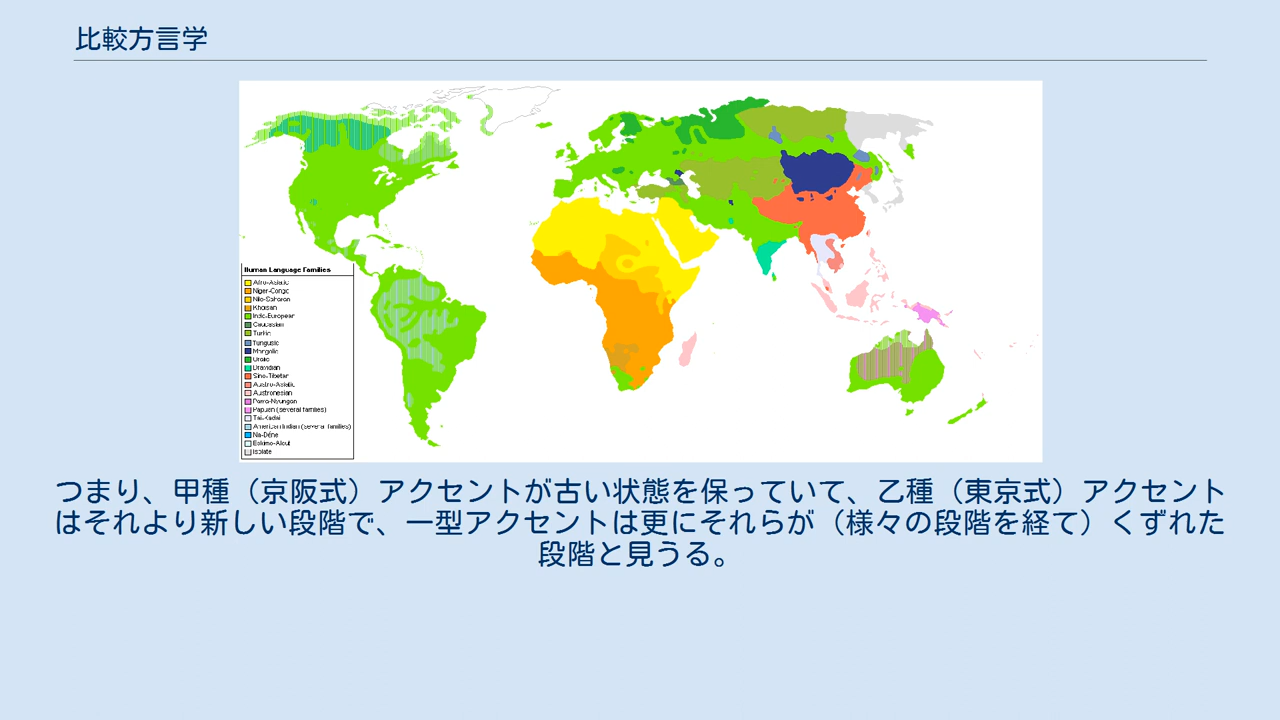 比較方言学
Human Language Families
Afro-Asiatic
Niger-Congo
Nilo-Saharan
Khoisan
Indo-European
Caucasian
Turkic
Tungusic
Mongolic
Uralic
Dravidian
Sino-Tibetan
Austro-Asiatic
Austronesian
Pama-Nyungan
Papuan (several families)
Tai-Kadai
American Indian (several families)
Na-Dené
Eskimo-Aleut
Isolate
つまり、甲種（京阪式）アクセントが古い状態を保っていて、乙種（東京式）アクセント
はそれより新しい段階で、一型アクセントは更にそれらが（様々の段階を経て）くずれた
段階と見うる。